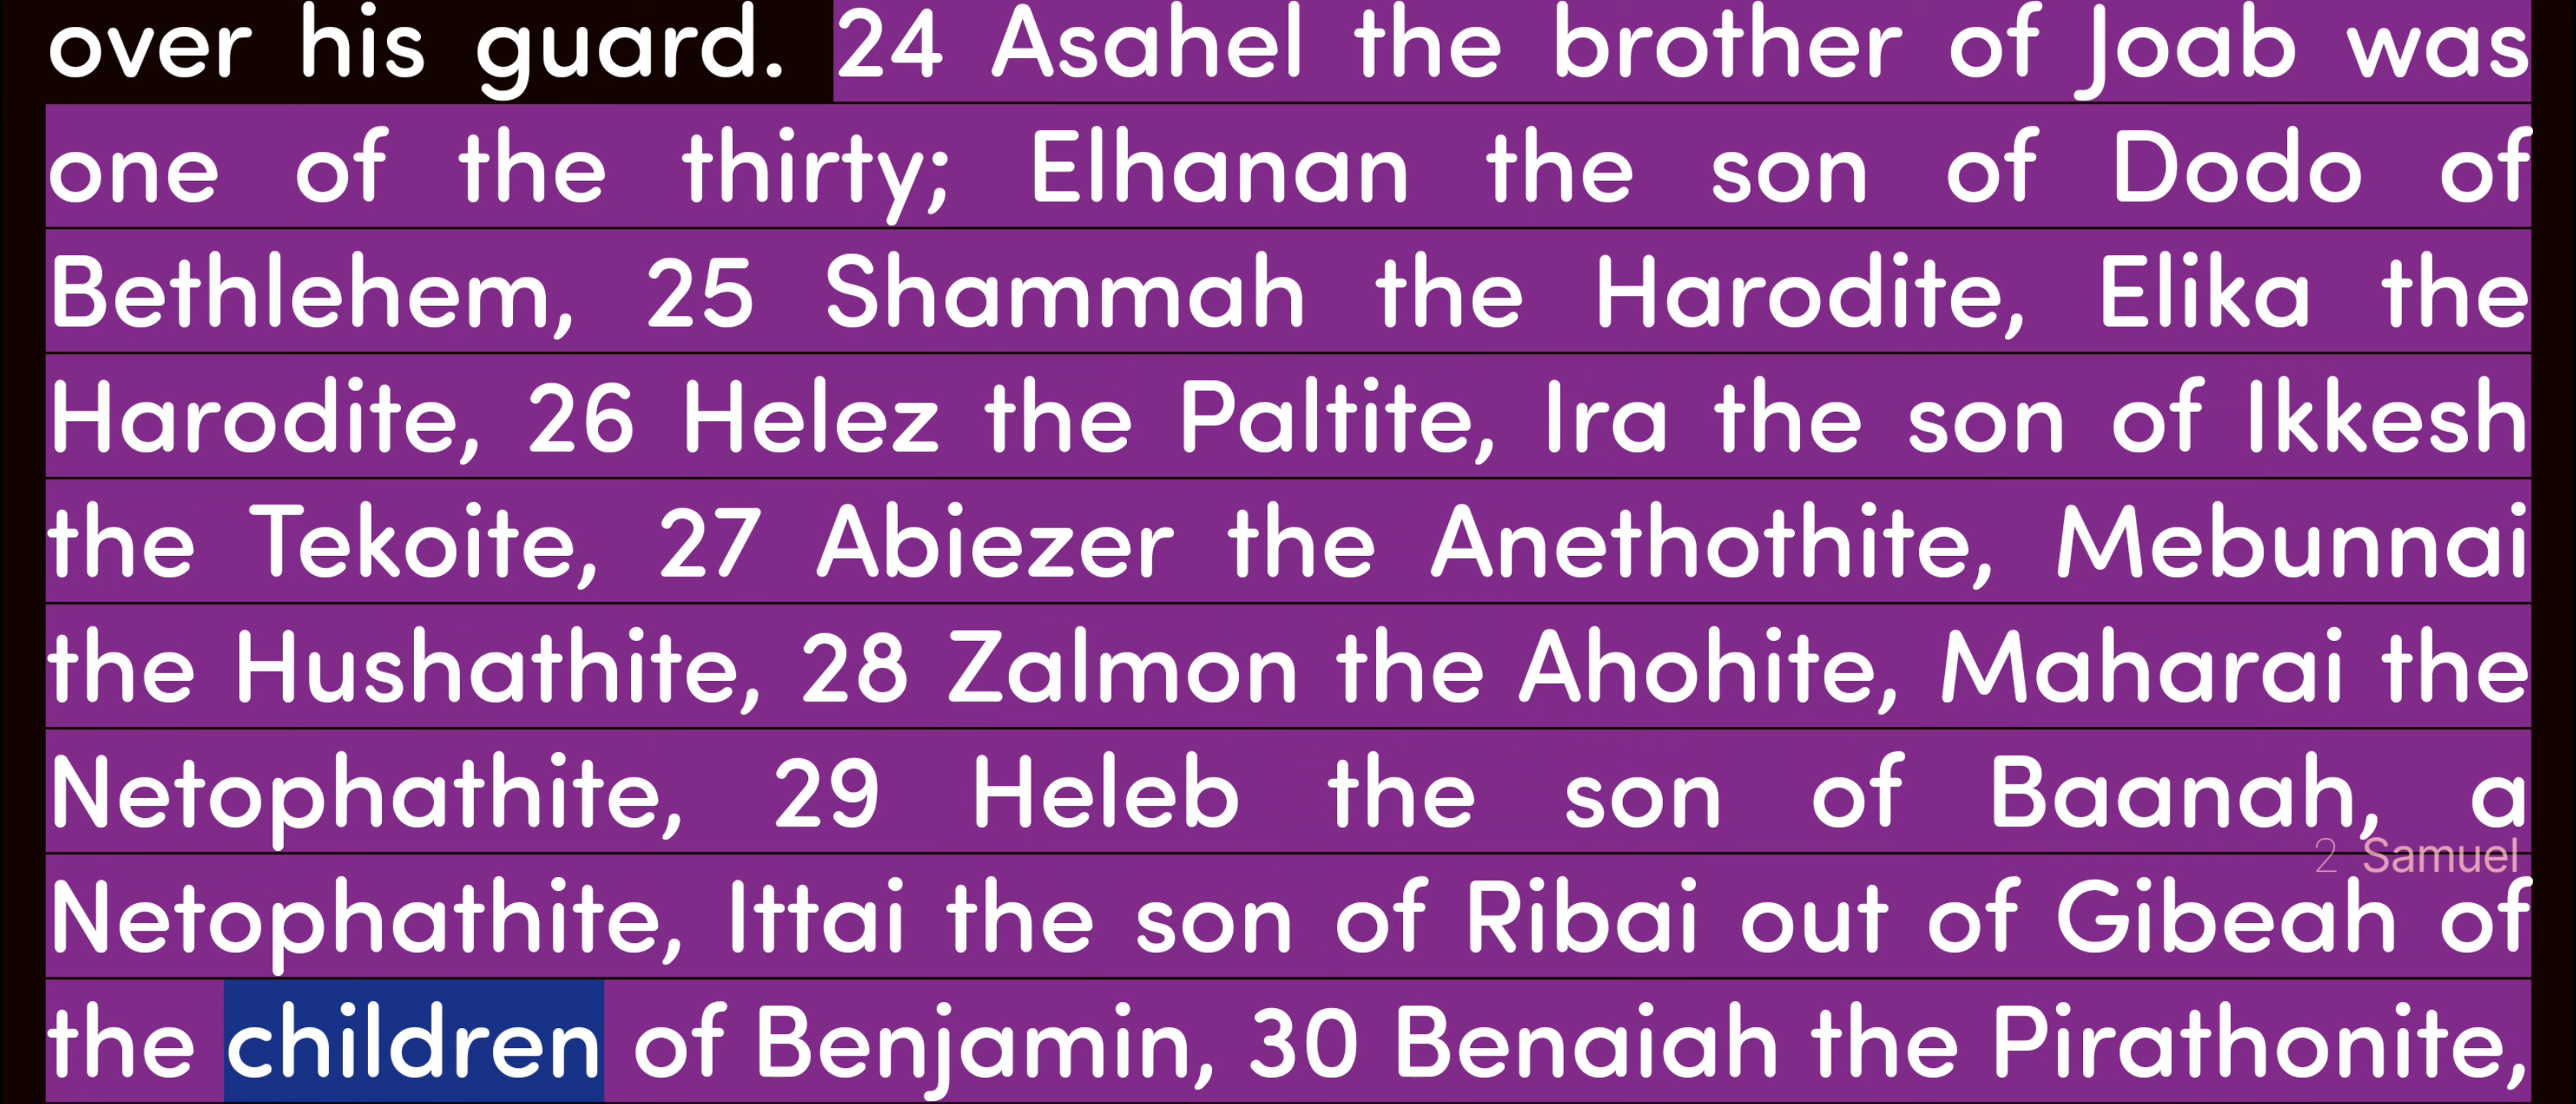 over his guard. 24 Asahel the brother of Joab was
one of the thirty; Elhanan the son of Dodo of
Bethlehem, 25 Shammah the Harodite, Elika the
Harodite, 26 Helez the Paltite, Ira the son of Ikkesh
the Tekoite, 27 Abiezer the Anethothite, Mebunnai
the Hushathite, 28 Zalmon the Ahohite, Maharai the
Netophathite, 29 Heleb the son of Baanah, a
2 Samuel
Netophathite, Ittai the son of Ribai out of Gibeah of
the children of Benjamin, 30 Benaiah the Pirathonite,